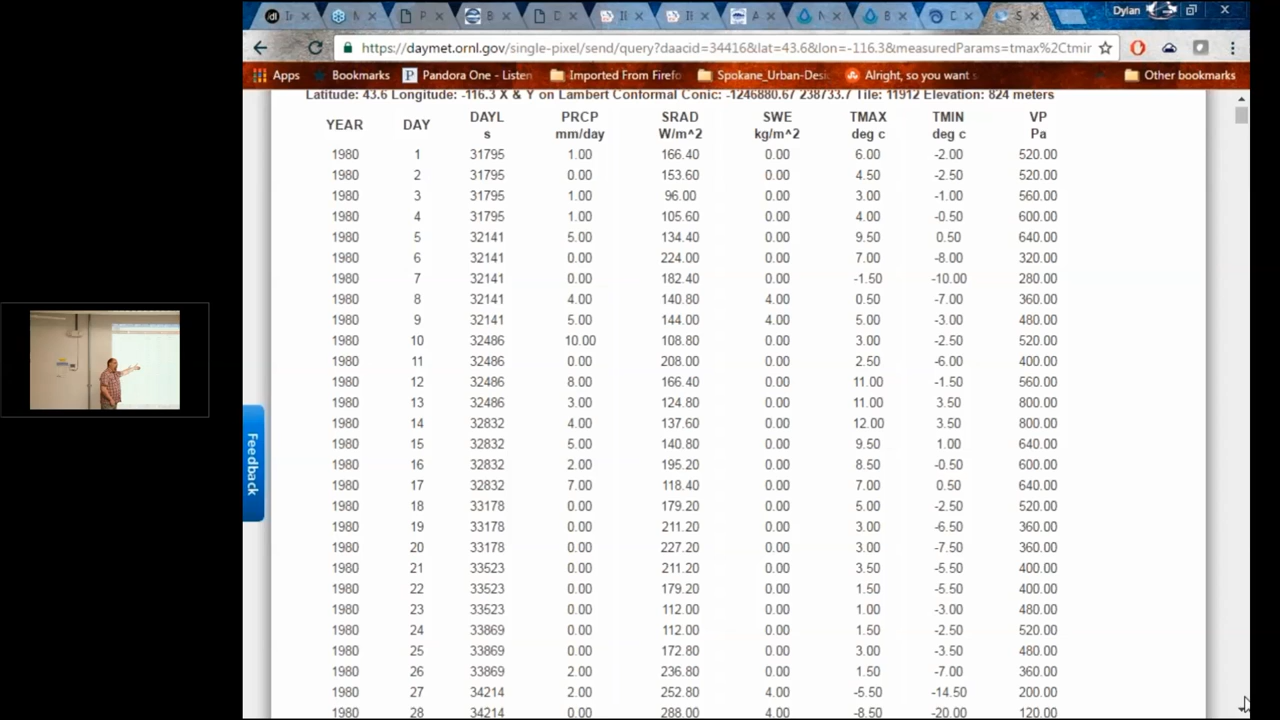 Dylan
https://daymet.ornl.gov/single-pixel/send/query?daacid=34416&lat=43.6&lon=-116.3&measuredParams=tmax%2Ctmir
Apps Bookmarks Pandora One - Listen Imported From Firefo Spokane_Urban-Desi Alright, so you want s Other bookmarks
Latitude: 43.6 Longitude: -116.3 X & Y on Lambert Conformal Conic: -1246880.67 238733.7 Tile: 11912 Elevation: 824 meters
YEAR DAY DAYL PRCP SRAD SWE TMAX TMIN VP
s mm/day W/m^2 kg/m^2 deg c deg c Pa
1980 1 31795 1.00 166.40 0.00 6.00 -2.00 520.00
1980 2 31795 0.00 153.60 0.00 4.50 -2.50 520.00
1980 3 31795 1.00 96.00 0.00 3.00 -1.00 560.00
1980 4 31795 1.00 105.60 0.00 4.00 -0.50 600.00
1980 5 32141 5.00 134.40 0.00 9.50 0.50 640.00
1980 6 32141 0.00 224.00 0.00 7.00 -8.00 320.00
1980 7 32141 0.00 182.40 0.00 -1.50 -10.00 280.00
1980 8 32141 4.00 140.80 4.00 0.50 -7.00 360.00
1980 9 32141 5.00 144.00 4.00 5.00 -3.00 480.00
1980 10 32486 10.00 108.80 0.00 3.00 -2.50 520.00
1980 11 32486 0.00 208.00 0.00 2.50 -6.00 400.00
1980 12 32486 8.00 166.40 0.00 11.00 -1.50 560.00
1980 13 32486 3.00 124.80 0.00 11.00 3.50 800.00
1980 14 32832 4.00 137.60 0.00 12.00 3.50 800.00
1980 15 32832 5.00 140.80 0.00 9.50 1.00 640.00
1980 16 32832 2.00 195.20 0.00 8.50 -0.50 600.00
1980 17 32832 7.00 118.40 0.00 7.00 0.50 640.00
1980 18 33178 0.00 179.20 0.00 5.00 -2.50 520.00
1980 19 33178 0.00 211.20 0.00 3.00 -6.50 360.00
1980 20 33178 0.00 227.20 0.00 3.00 -7.50 360.00
1980 21 33523 0.00 211.20 0.00 3.50 -5.50 400.00
1980 22 33523 0.00 179.20 0.00 1.50 -5.50 400.00
1980 23 33523 0.00 112.00 0.00 1.00 -3.00 480.00
1980 24 33869 0.00 112.00 0.00 1.50 -2.50 520.00
1980 25 33869 0.00 172.80 0.00 3.00 -3.50 480.00
1980 26 33869 2.00 236.80 0.00 1.50 -7.00 360.00
1980 27 34214 2.00 252.80 4.00 -5.50 -14.50 200.00
1980 28 34214 0.00 288.00 4.00 -8.50 -20.00 120.00
Feedback